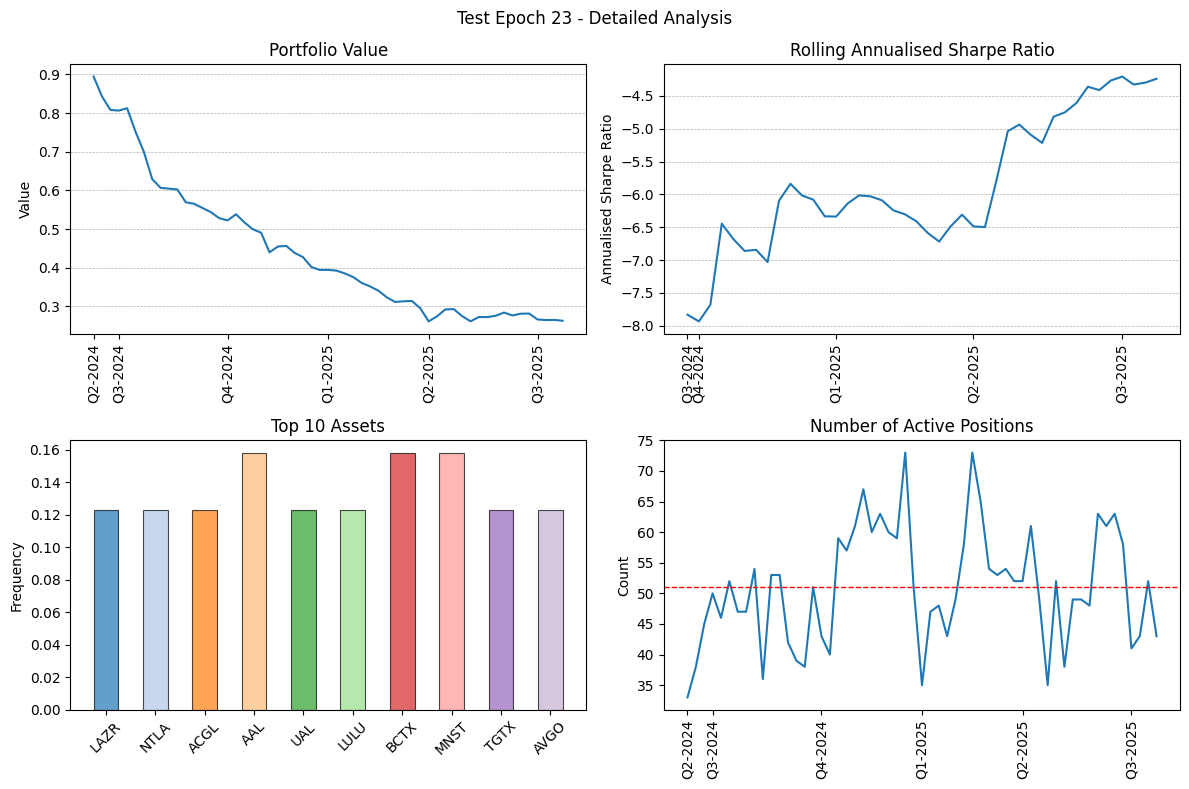 Test Epoch 23 - Detailed Analysis
Portfolio Value
Value
0.9
0.8
0.7
0.6
0.5
0.4
0.3
Q2-2024
Q3-2024
Q4-2024
Q1-2025
Q2-2025
Q3-2025
Rolling Annualised Sharpe Ratio
Annualised Sharpe Ratio
−4.5
−5.0
−5.5
−6.0
−6.5
−7.0
−7.5
−8.0
Q3-2024
Q4-2024
Q1-2025
Q2-2025
Q3-2025
Top 10 Assets
Frequency
0.16
0.14
0.12
0.10
0.08
0.06
0.04
0.02
0.00
LAZR
NTLA
ACGL
AAL
UAL
LULU
BCTX
MNST
TGTX
AVGO
Number of Active Positions
Count
75
70
65
60
55
50
45
40
35
Q2-2024
Q3-2024
Q4-2024
Q1-2025
Q2-2025
Q3-2025